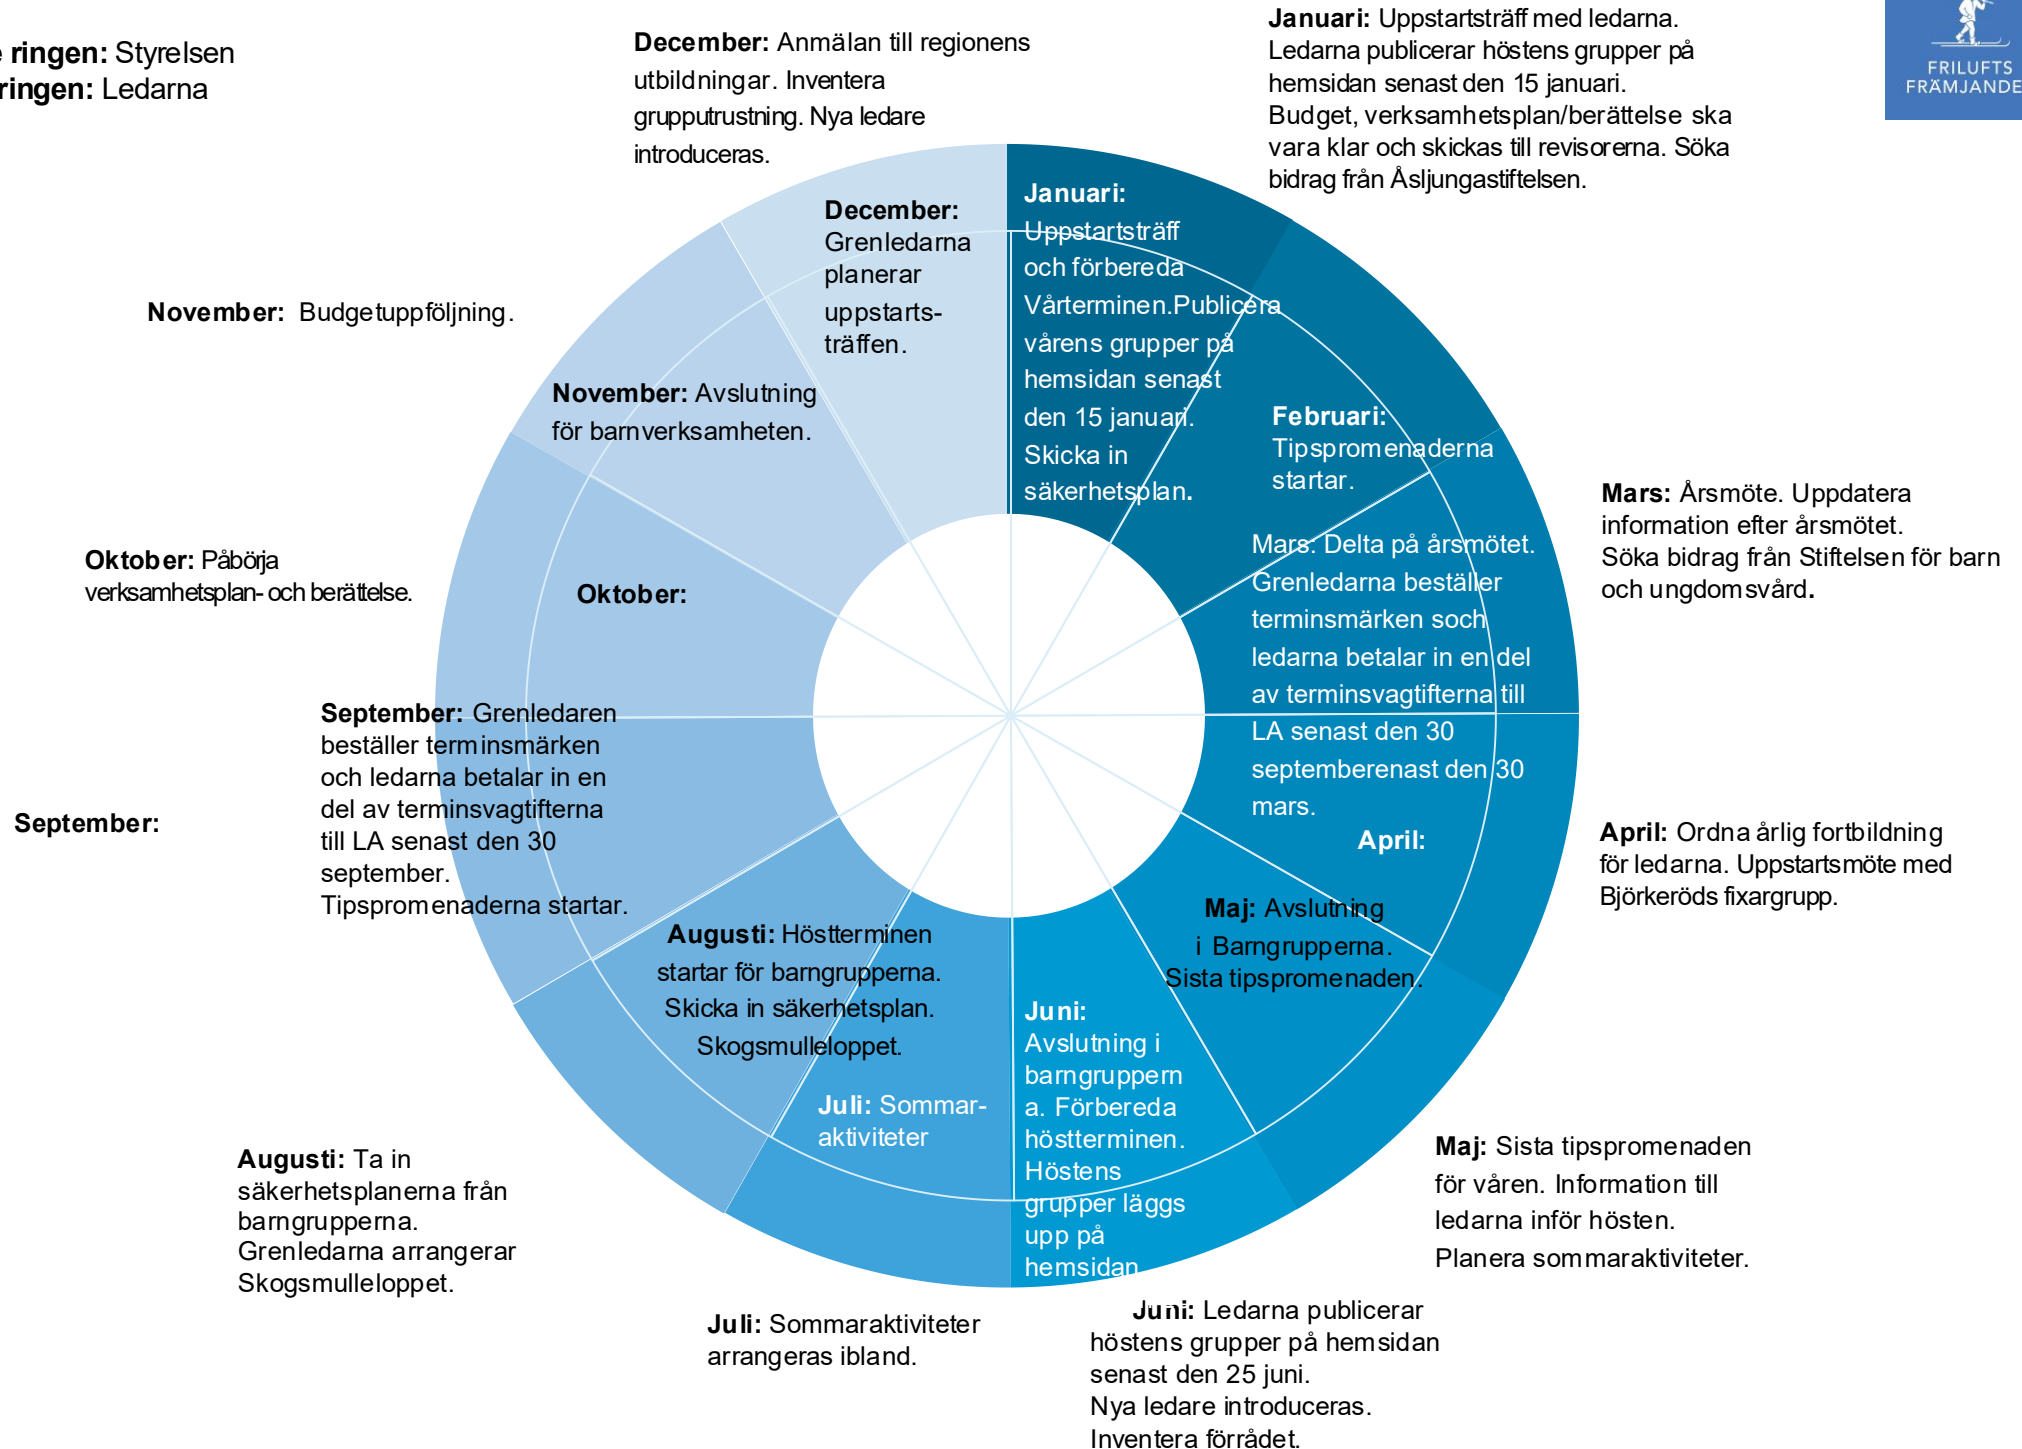 e ringen: Styrelsen
ringen: Ledarna
December: Anmälan till regionens
utbildningar. Inventera
grupputrustning. Nya ledare
introduceras.
Januari: Uppstartsträff med ledarna.
Ledarna publicerar höstens grupper på
hemsidan senast den 15 januari.
Budget, verksamhetsplan/berättelse ska
vara klar och skickas till revisorerna. Söka
bidrag från Åsljungastiftelsen.
FRILUFTS
FRÄMJANDE
December:
Grenledarna
planerar
uppstarts-
träffen.
Januari:
Uppstartsträff
och förbereda
Vårterminen.Publicera
vårens grupper på
hemsidan senast
den 15 januari.
Skicka in
säkerhetsplan.
November: Budgetuppföljning.
November: Avslutning
för barnverksamheten.
Februari:
Tipspromenaderna
startar.
Mars: Årsmöte. Uppdatera
information efter årsmötet.
Söka bidrag från Stiftelsen för barn
och ungdomsvård.
Oktober: Påbörja
verksamhetsplan- och berättelse.
Oktober:
Mars: Delta på årsmötet.
Grenledarna beställer
terminsmärken soch
ledarna betalar in en del
av terminsvagtifterna till
LA senast den 30
septemberenast den 30
mars.
September: Grenledaren
beställer terminsmärken
och ledarna betalar in en
del av terminsvagtifterna
till LA senast den 30
september.
Tipspromenaderna startar.
September:
April:
April: Ordna årlig fortbildning
för ledarna. Uppstartsmöte med
Björkeröds fixargrupp.
Augusti: Höstterminen
startar för barngrupperna.
Skicka in säkerhetsplan.
Skogsmulleloppet.
Maj: Avslutning
i Barngrupperna.
Sista tipspromenaden.
Juli: Sommar-
aktiviteter
Juni:
Avslutning i
barngruppern
a. Förbereda
höstterminen.
Höstens
grupper läggs
upp på
hemsidan
Augusti: Ta in
säkerhetsplanerna från
barngrupperna.
Grenledarna arrangerar
Skogsmulleloppet.
Maj: Sista tipspromenaden
för våren. Information till
ledarna inför hösten.
Planera sommaraktiviteter.
Juli: Sommaraktiviteter
arrangeras ibland.
Juni: Ledarna publicerar
höstens grupper på hemsidan
senast den 25 juni.
Nya ledare introduceras.
Inventera förrådet.